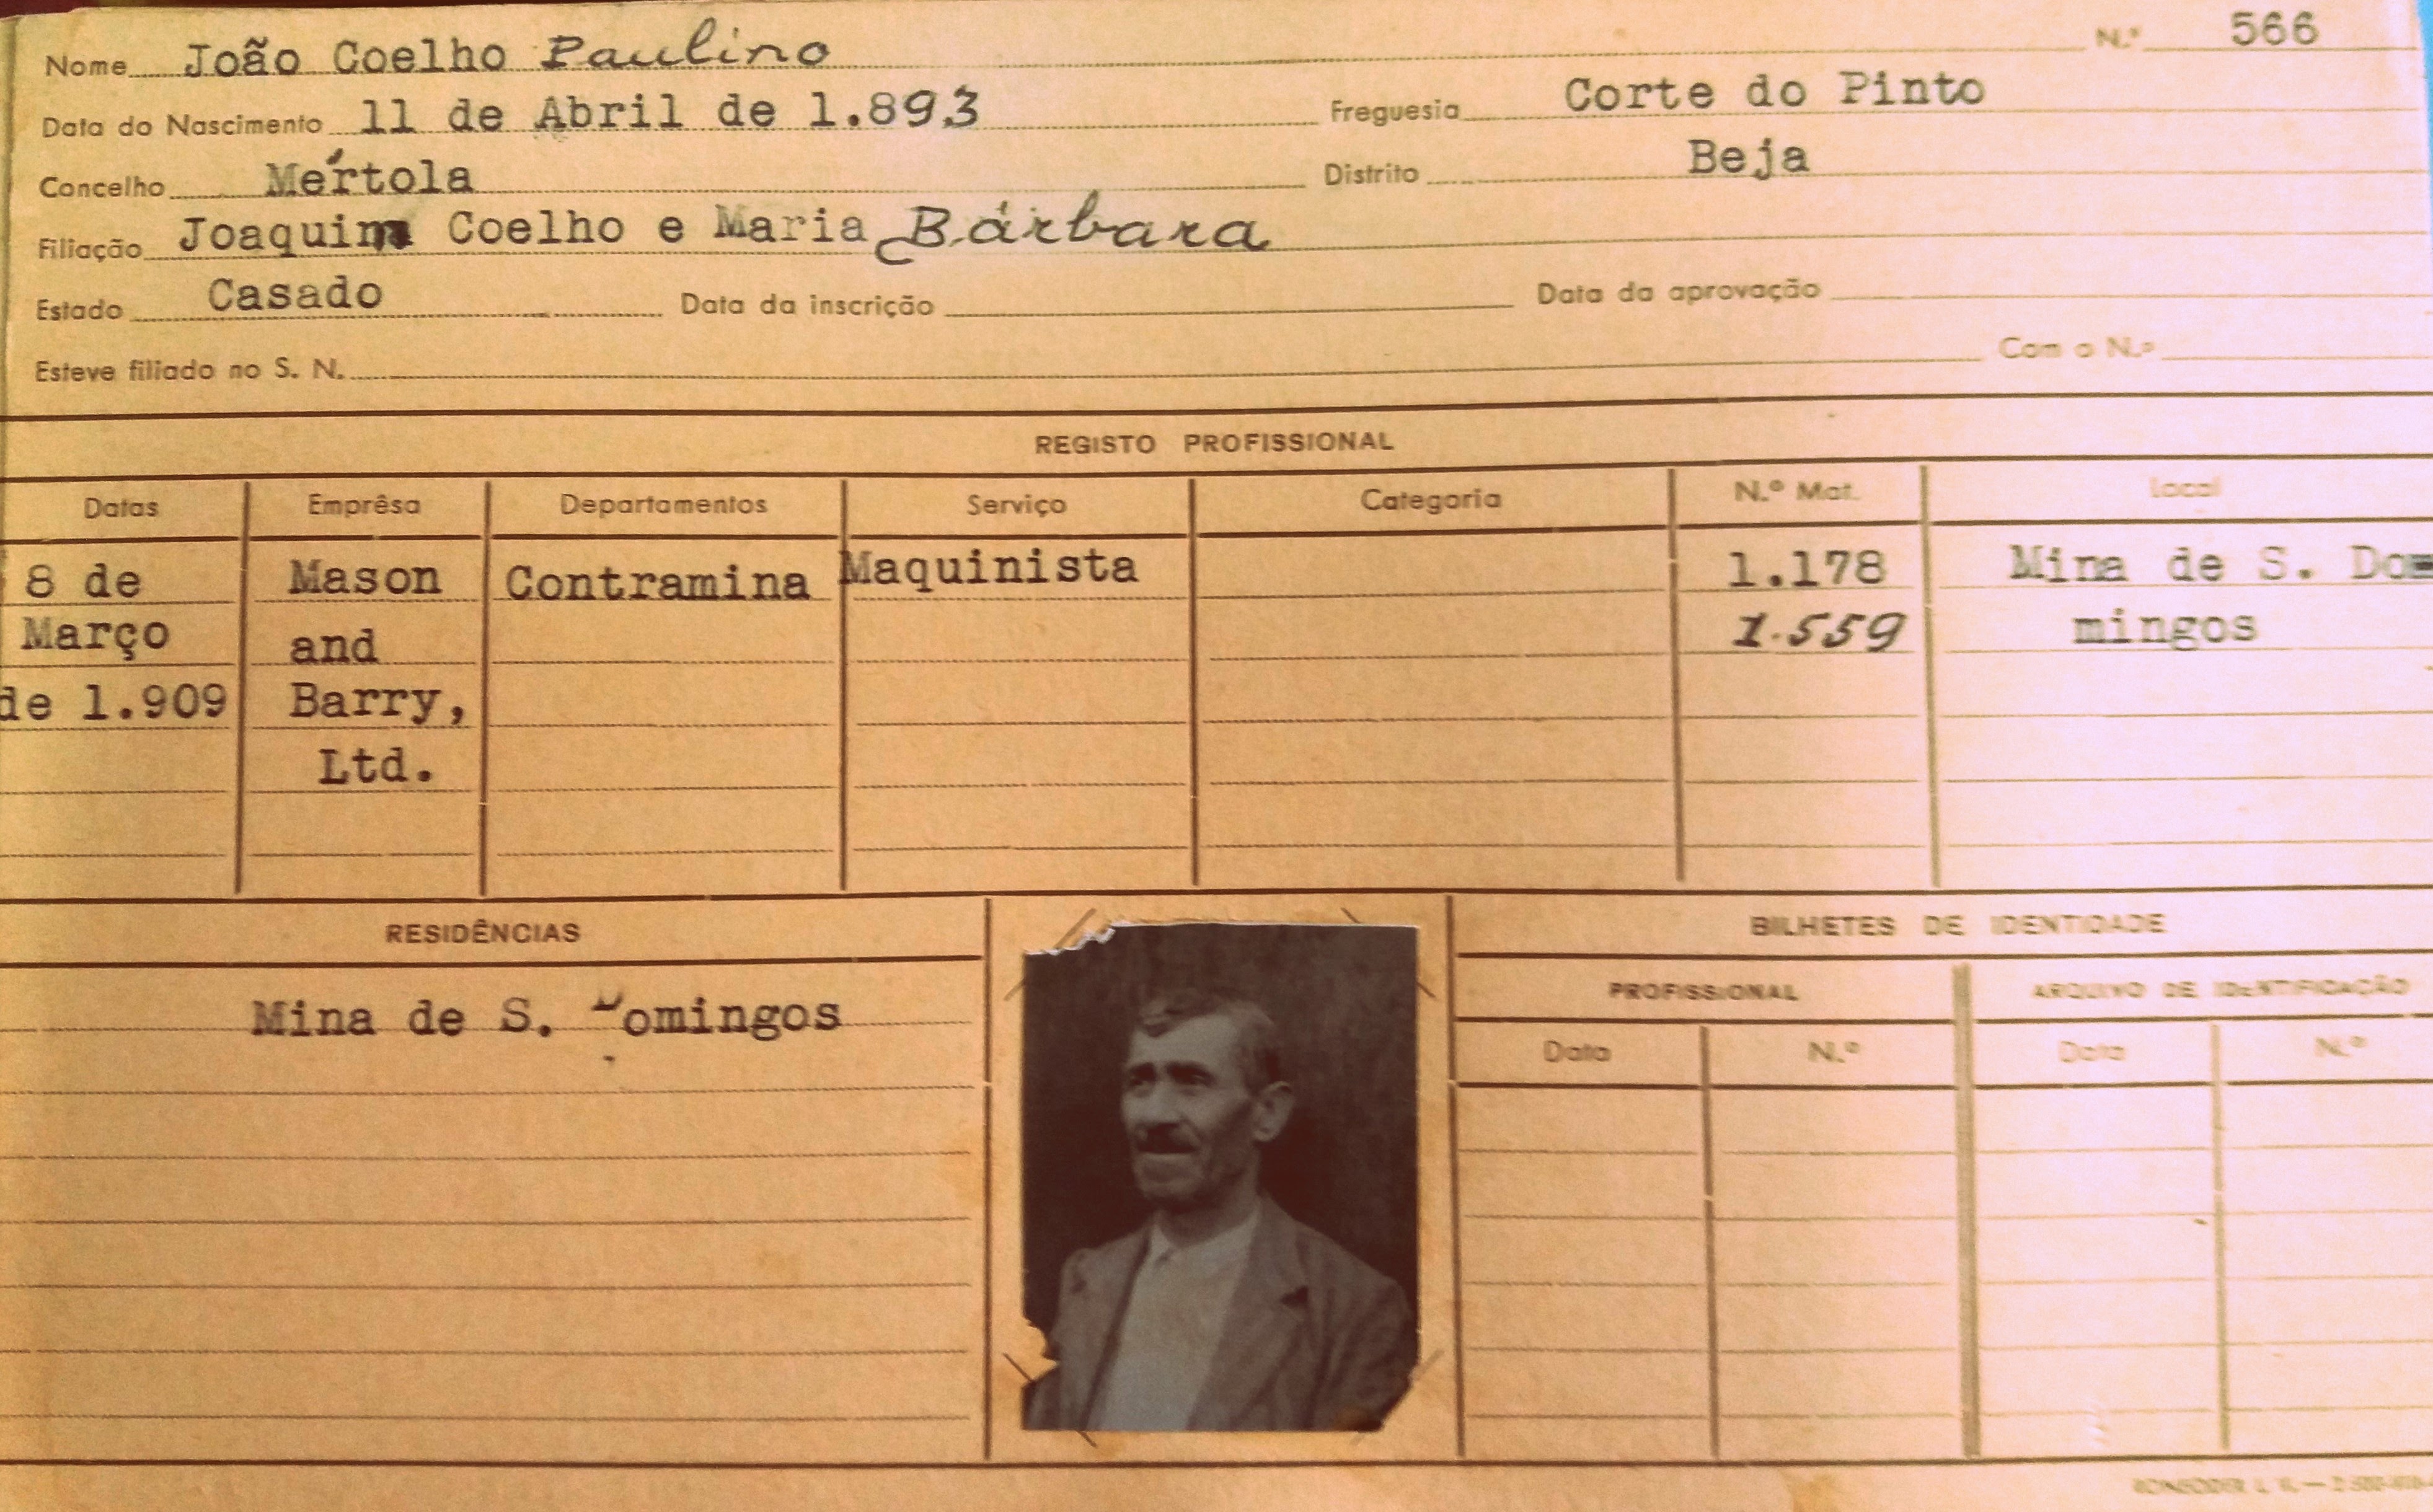 Nome João Coelho Paulino N.º 566
Data do Nascimento 11 de Abril de 1.893 Freguesia Corte do Pinto
Concelho Mértola Distrito Beja
Filiação Joaquim Coelho e Maria Bárbara
Estado Casado Data da inscrição Data da aprovação
Esteve filiado no S. N. Com o N.º
REGISTO PROFISSIONAL
Datas Emprêsa Departamentos Serviço Categoria N.º Mat. Local
8 de Mason Contramina Maquinista 1.178 Mina de S. Do=
Março and 1.559 mingos
de 1.909 Barry,
Ltd.
RESIDÊNCIAS BILHETES DE IDENTIDADE
PROFISSIONAL ARQUIVO DE IDENTIFICAÇÃO
Mina de S. Domingos
Data N.º Data N.º